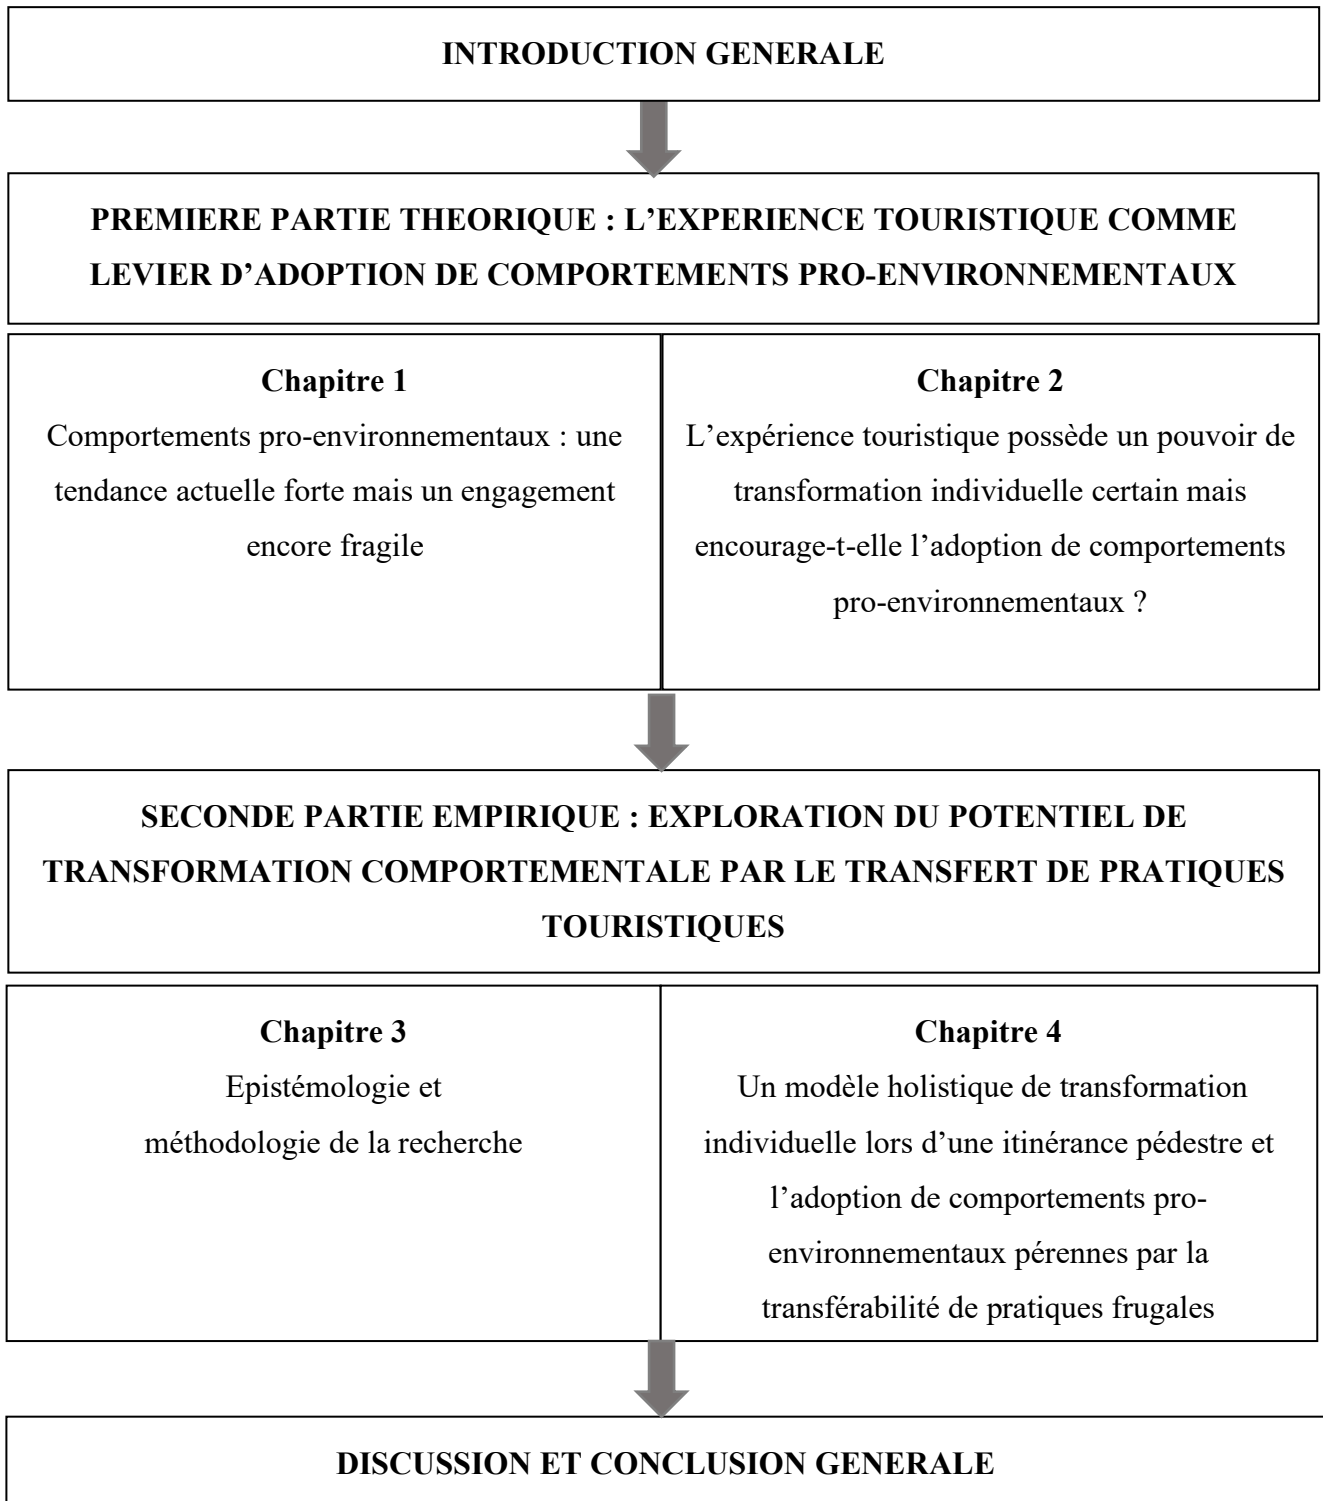 INTRODUCTION GENERALE
PREMIERE PARTIE THEORIQUE : L’EXPERIENCE TOURISTIQUE COMME
LEVIER D’ADOPTION DE COMPORTEMENTS PRO-ENVIRONNEMENTAUX
Chapitre 1
Comportements pro-environnementaux : une
tendance actuelle forte mais un engagement
encore fragile
Chapitre 2
L’expérience touristique possède un pouvoir de
transformation individuelle certain mais
encourage-t-elle l’adoption de comportements
pro-environnementaux ?
SECONDE PARTIE EMPIRIQUE : EXPLORATION DU POTENTIEL DE
TRANSFORMATION COMPORTEMENTALE PAR LE TRANSFERT DE PRATIQUES
TOURISTIQUES
Chapitre 3
Epistémologie et
méthodologie de la recherche
Chapitre 4
Un modèle holistique de transformation
individuelle lors d’une itinérance pédestre et
l’adoption de comportements pro-
environnementaux pérennes par la
transférabilité de pratiques frugales
DISCUSSION ET CONCLUSION GENERALE